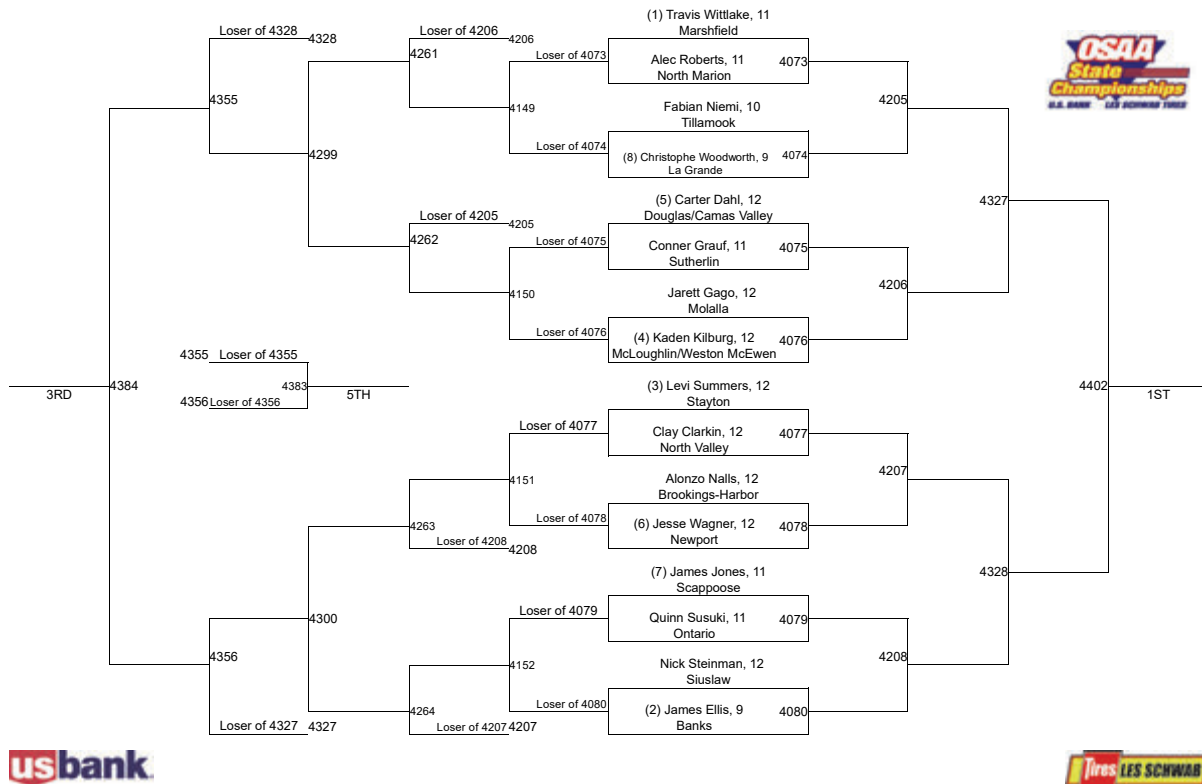 (1) Travis Wittlake, 11
Marshfield
Loser of 4328
4328
Loser of 4206
4206
OSAA
State
Championships
U.S. BANK LES SCHWAB TIRES
4261
Loser of 4073
Alec Roberts, 11
4073
North Marion
4355
4149
Fabian Niemi, 10
4205
Tillamook
4299
Loser of 4074
(8) Christophe Woodworth, 9
4074
La Grande
(5) Carter Dahl, 12
4327
Douglas/Camas Valley
Loser of 4205
4205
4262
Loser of 4075
Conner Grauf, 11
4075
Sutherlin
4150
Jarett Gago, 12
4206
Molalla
Loser of 4076
(4) Kaden Kilburg, 12
4076
McLoughlin/Weston McEwen
4355
Loser of 4355
3RD
4384
4383
5TH
(3) Levi Summers, 12
4402
1ST
4356
Loser of 4356
Stayton
Loser of 4077
Clay Clarkin, 12
4077
North Valley
4151
Alonzo Nalls, 12
4207
Brookings-Harbor
4263
Loser of 4078
(6) Jesse Wagner, 12
4078
Newport
Loser of 4208
4208
(7) James Jones, 11
4328
Scappoose
4300
Loser of 4079
Quinn Susuki, 11
4079
Ontario
4356
4152
Nick Steinman, 12
4208
Siuslaw
4264
Loser of 4080
(2) James Ellis, 9
4080
Banks
Loser of 4327
4327
Loser of 4207
4207
usbank
Tires LES SCHWAB